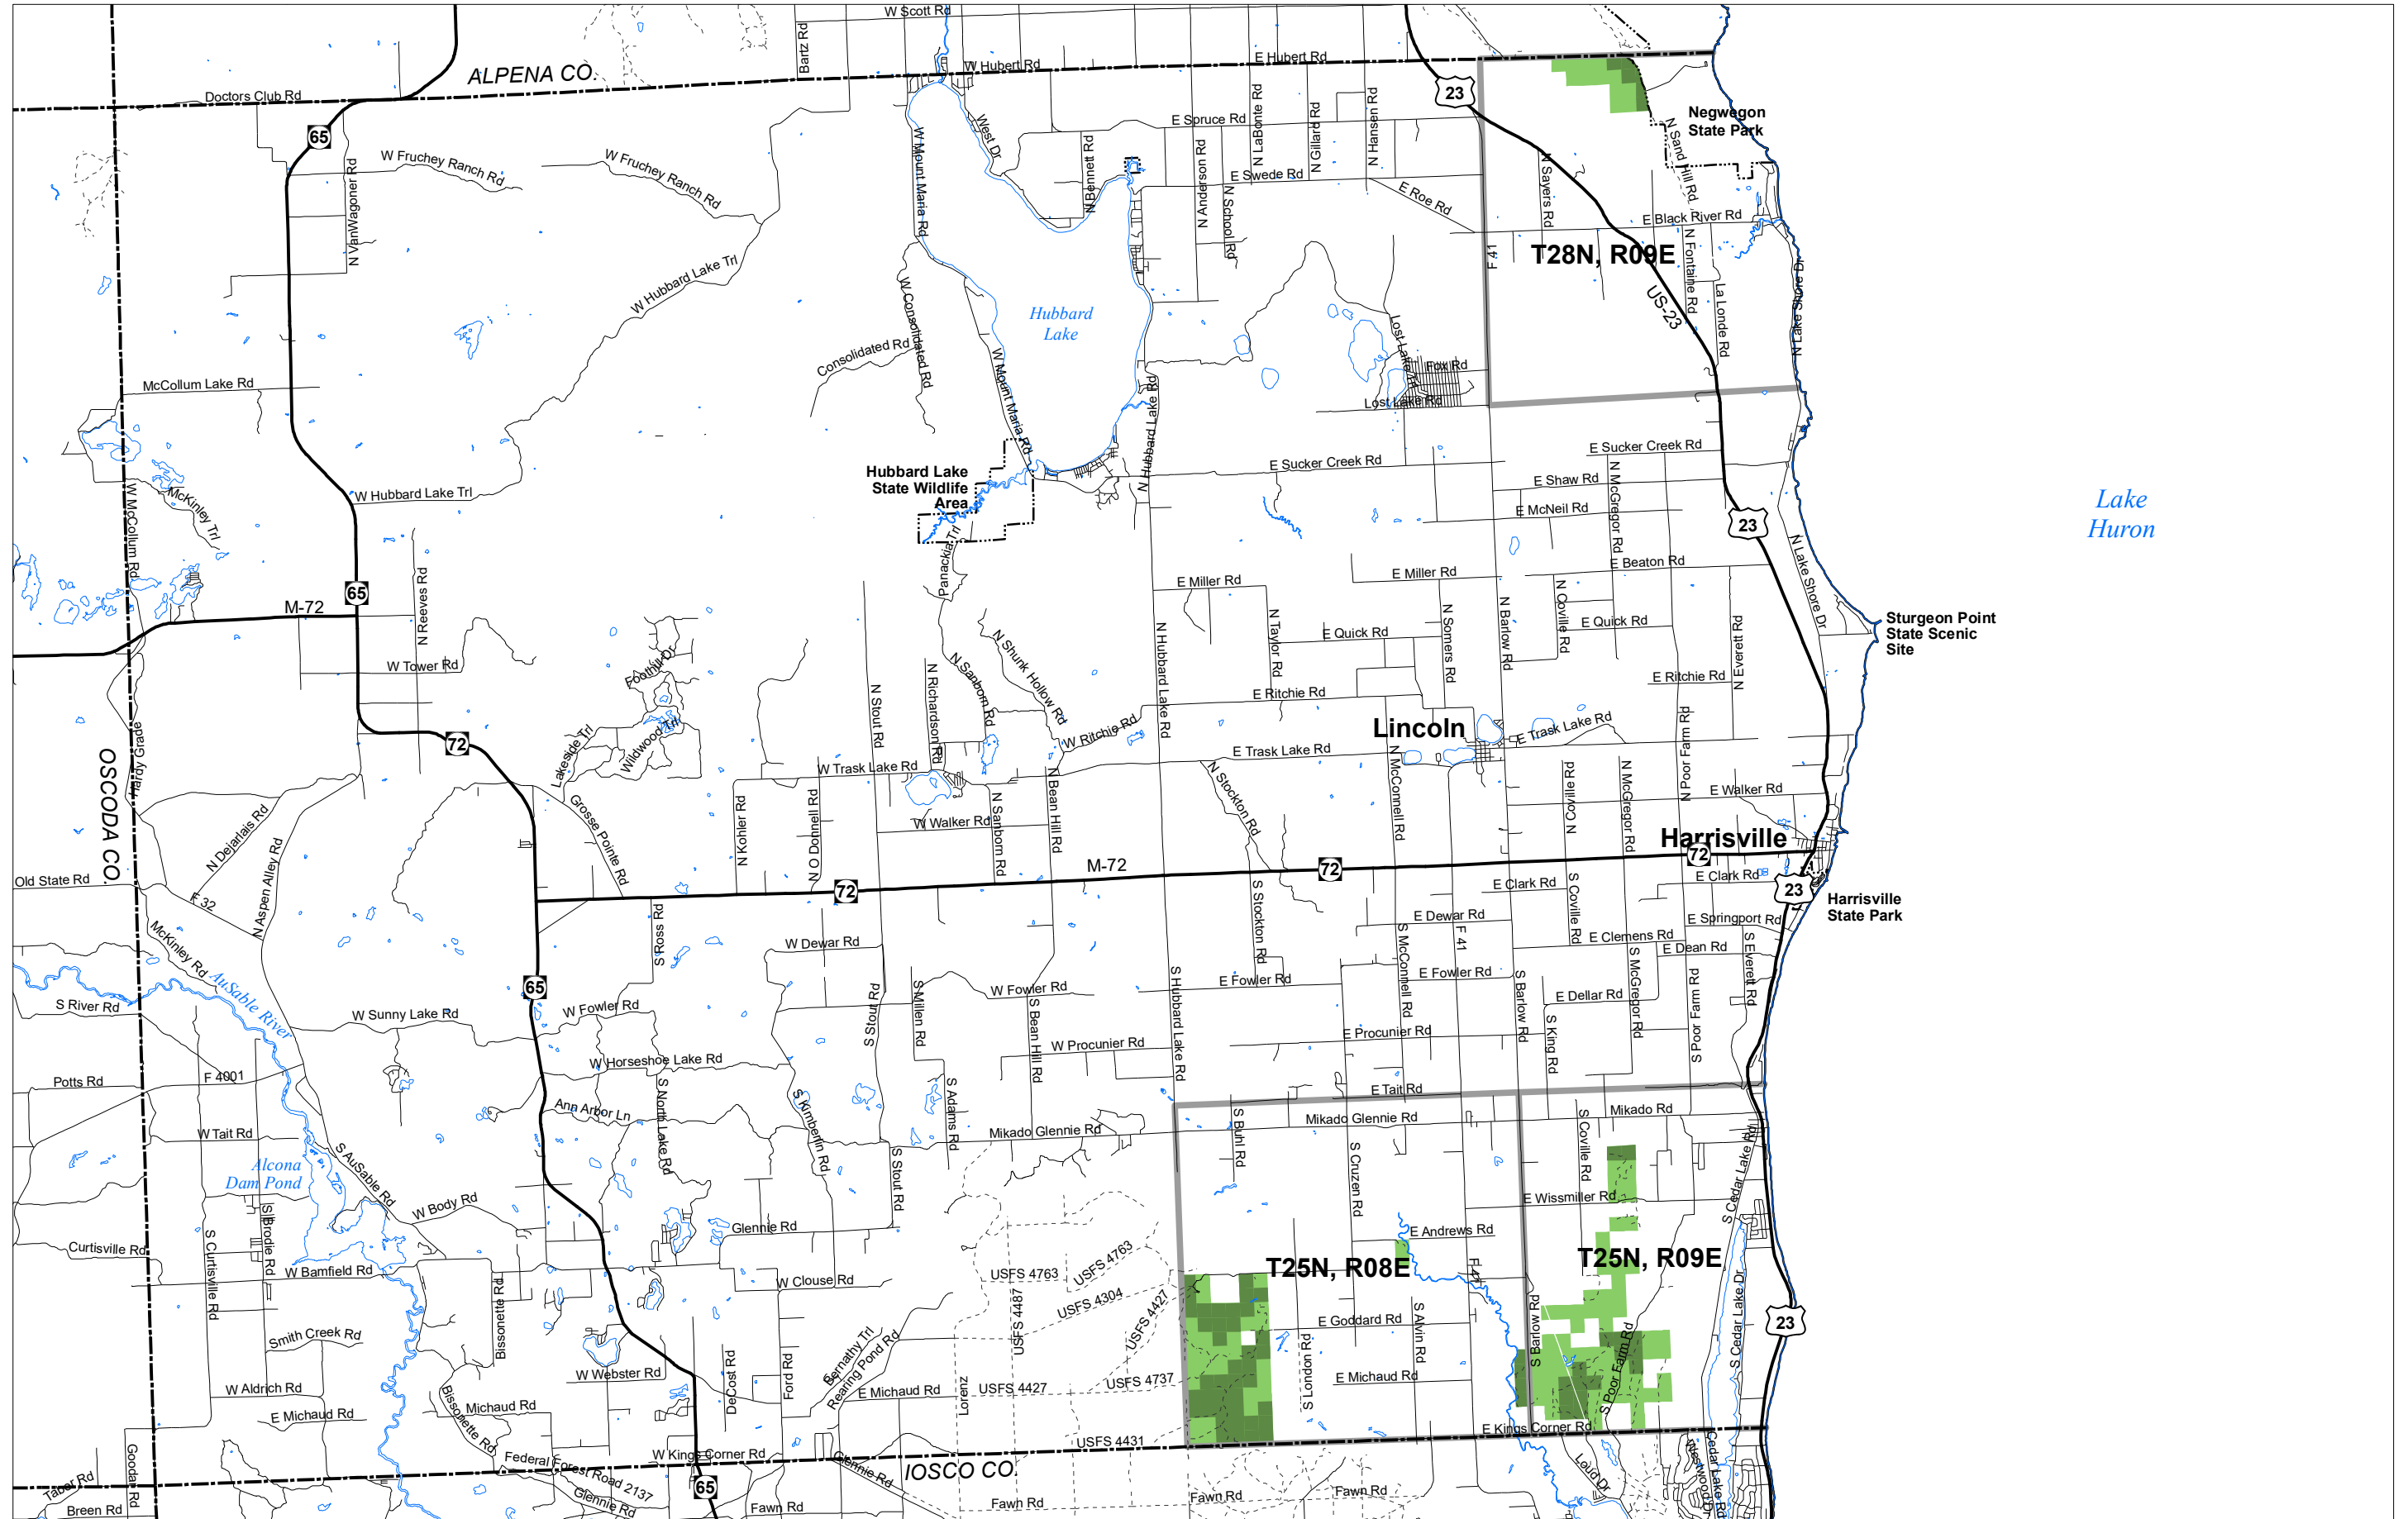 W Scott Rd
Bartz Rd
ALPENA CO.
W Hubert Rd
E Hubert Rd
Doctors Club Rd
23
65
Negwegon
State Park
E Spruce Rd
N LaBonte Rd
N Gillard Rd
N Hansen Rd
West Dr
W Mount Maria Rd
N Bennett Rd
N Anderson Rd
N School Rd
E Swede Rd
E Roe Rd
N Sayers Rd
N Sand Hill Rd
W Fruchey Ranch Rd
W Fruchey Ranch Rd
N VanWagoner Rd
E Black River Rd
F 41
T28N, R09E
N Fontaine Rd
US-23
La Londe Rd
N Lake Shore Dr
W Hubbard Lake Trl
W Consolidated Rd
Consolidated Rd
Hubbard
Lake
W Mount Maria Rd
Lost Lake Trl
Fox Rd
Lost Lake Rd
McCollum Lake Rd
N Hubbard Lake Rd
E Sucker Creek Rd
E Sucker Creek Rd
Hubbard Lake
State Wildlife
Area
W Hubbard Lake Trl
McKinley Trl
W McCollum Rd
E Shaw Rd
E McNeil Rd
N McGregor Rd
23
Lake
Huron
Panackia Trl
N Lake Shore Dr
E Beaton Rd
E Miller Rd
E Miller Rd
65
M-72
N Reeves Rd
N Taylor Rd
N Somers Rd
N Barlow Rd
N Coville Rd
E Quick Rd
E Quick Rd
N Everett Rd
Sturgeon Point
State Scenic
Site
W Tower Rd
Foothill Dr
N Shunk Hollow Rd
N Sanborn Rd
N Richardson Rd
N Stout Rd
N Hubbard Lake Rd
E Ritchie Rd
E Ritchie Rd
W Ritchie Rd
Lincoln
E Trask Lake Rd
E Trask Lake Rd
W Trask Lake Rd
N Poor Farm Rd
72
Lakeside Trl
Wildwood Trl
Hardy Grade
OSCODA CO.
N Dejarlais Rd
N Aspen Alley Rd
F 32
Old State Rd
Grosse Pointe Rd
N Kohler Rd
N O Donnell Rd
W Walker Rd
N Sanborn Rd
N Bean Hill Rd
N Stockton Rd
N McConnell Rd
N Coville Rd
N McGregor Rd
E Walker Rd
Harrisville
72
M-72
72
72
23
Harrisville
State Park
E Clark Rd
E Clark Rd
S Coville Rd
E Dewar Rd
E Springport Rd
E Clemens Rd
E Dean Rd
S Everett Rd
S Ross Rd
W Dewar Rd
S Stockton Rd
S McConnell Rd
F 41
E Fowler Rd
E Fowler Rd
McKinley Rd
AuSable River
65
S River Rd
W Sunny Lake Rd
W Fowler Rd
W Fowler Rd
S Stout Rd
S Millen Rd
S Bean Hill Rd
S Hubbard Lake Rd
S Barlow Rd
E Dellar Rd
S McGregor Rd
S Poor Farm Rd
S King Rd
E Procunier Rd
W Procunier Rd
W Horseshoe Lake Rd
Potts Rd
F 4001
Ann Arbor Ln
S North Lake Rd
S Kimberlin Rd
S Adams Rd
E Tait Rd
Mikado Glennie Rd
Mikado Glennie Rd
Mikado Rd
S Buhl Rd
S Cruzen Rd
S Coville Rd
W Tait Rd
Alcona
Dam Pond
S AuSable Rd
W Body Rd
S Stout Rd
Glennie Rd
E Wissmiller Rd
S Cedar Lake Rd
E Andrews Rd
T25N, R08E
T25N, R09E
F 41
S Brodie Rd
S Curtisville Rd
Curtisville Rd
W Bamfield Rd
Bissonette Rd
W Clouse Rd
USFS 4763
USFS 4763
USFS 4304
USFS 4487
USFS 4427
E Goddard Rd
S Alvin Rd
S Barlow Rd
S London Rd
S Poor Farm Rd
S Cedar Lake Dr
23
Smith Creek Rd
Bernathy Trl
Rearing Pond Rd
W Webster Rd
DeCost Rd
Ford Rd
E Michaud Rd
USFS 4427
USFS 4737
Lorenz
E Michaud Rd
W Aldrich Rd
E Michaud Rd
Michaud Rd
Bissonette Rd
W Kings Corner Rd
USFS 4431
E Kings Corner Rd
IOSCO CO.
Goodar Rd
Taber Rd
Breen Rd
Federal Forest Road 2137
Glennie Rd
Glennie Rd
65
Fawn Rd
Fawn Rd
Fawn Rd
Fawn Rd
Loud Dr
Cedar Lake Rd